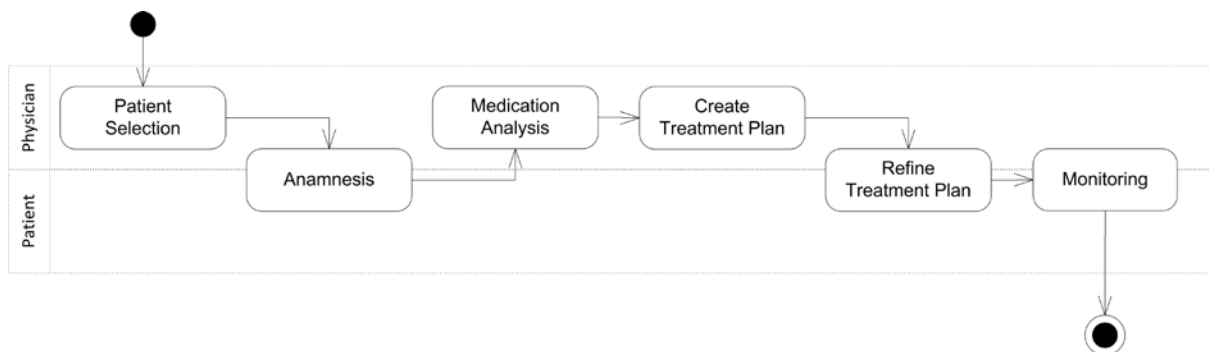 Physician
Patient
Selection
Anamnesis
Medication
Analysis
Create
Treatment Plan
Refine
Treatment Plan
Monitoring
Patient